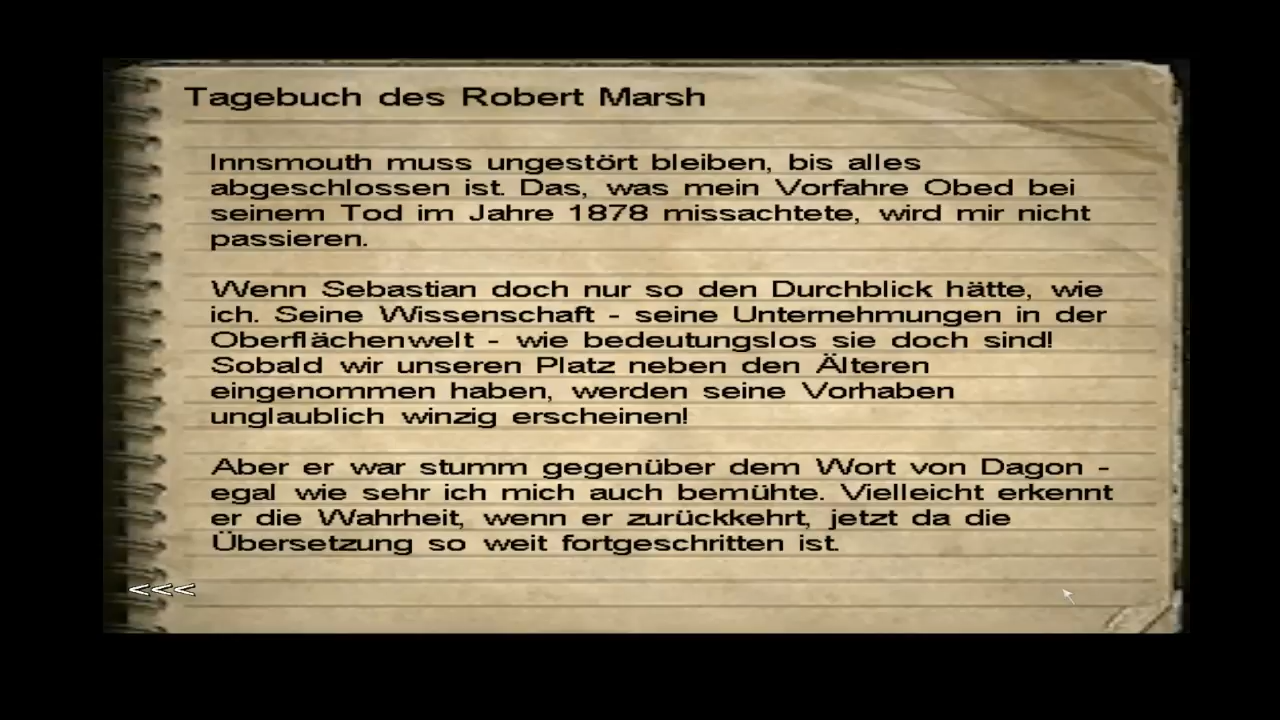 Tagebuch des Robert Marsh
Innsmouth muss ungestört bleiben, bis alles
abgeschlossen ist. Das, was mein Vorfahre Obed bei
seinem Tod im Jahre 1878 missachtete, wird mir nicht
passieren.
Wenn Sebastian doch nur so den Durchblick hätte, wie
ich. Seine Wissenschaft - seine Unternehmungen in der
Oberflächenwelt - wie bedeutungslos sie doch sind!
Sobald wir unseren Platz neben den Älteren
eingenommen haben, werden seine Vorhaben
unglaublich winzig erscheinen!
Aber er war stumm gegenüber dem Wort von Dagon -
egal wie sehr ich mich auch bemühte. Vielleicht erkennt
er die Wahrheit, wenn er zurückkehrt, jetzt da die
Übersetzung so weit fortgeschritten ist.
<<<